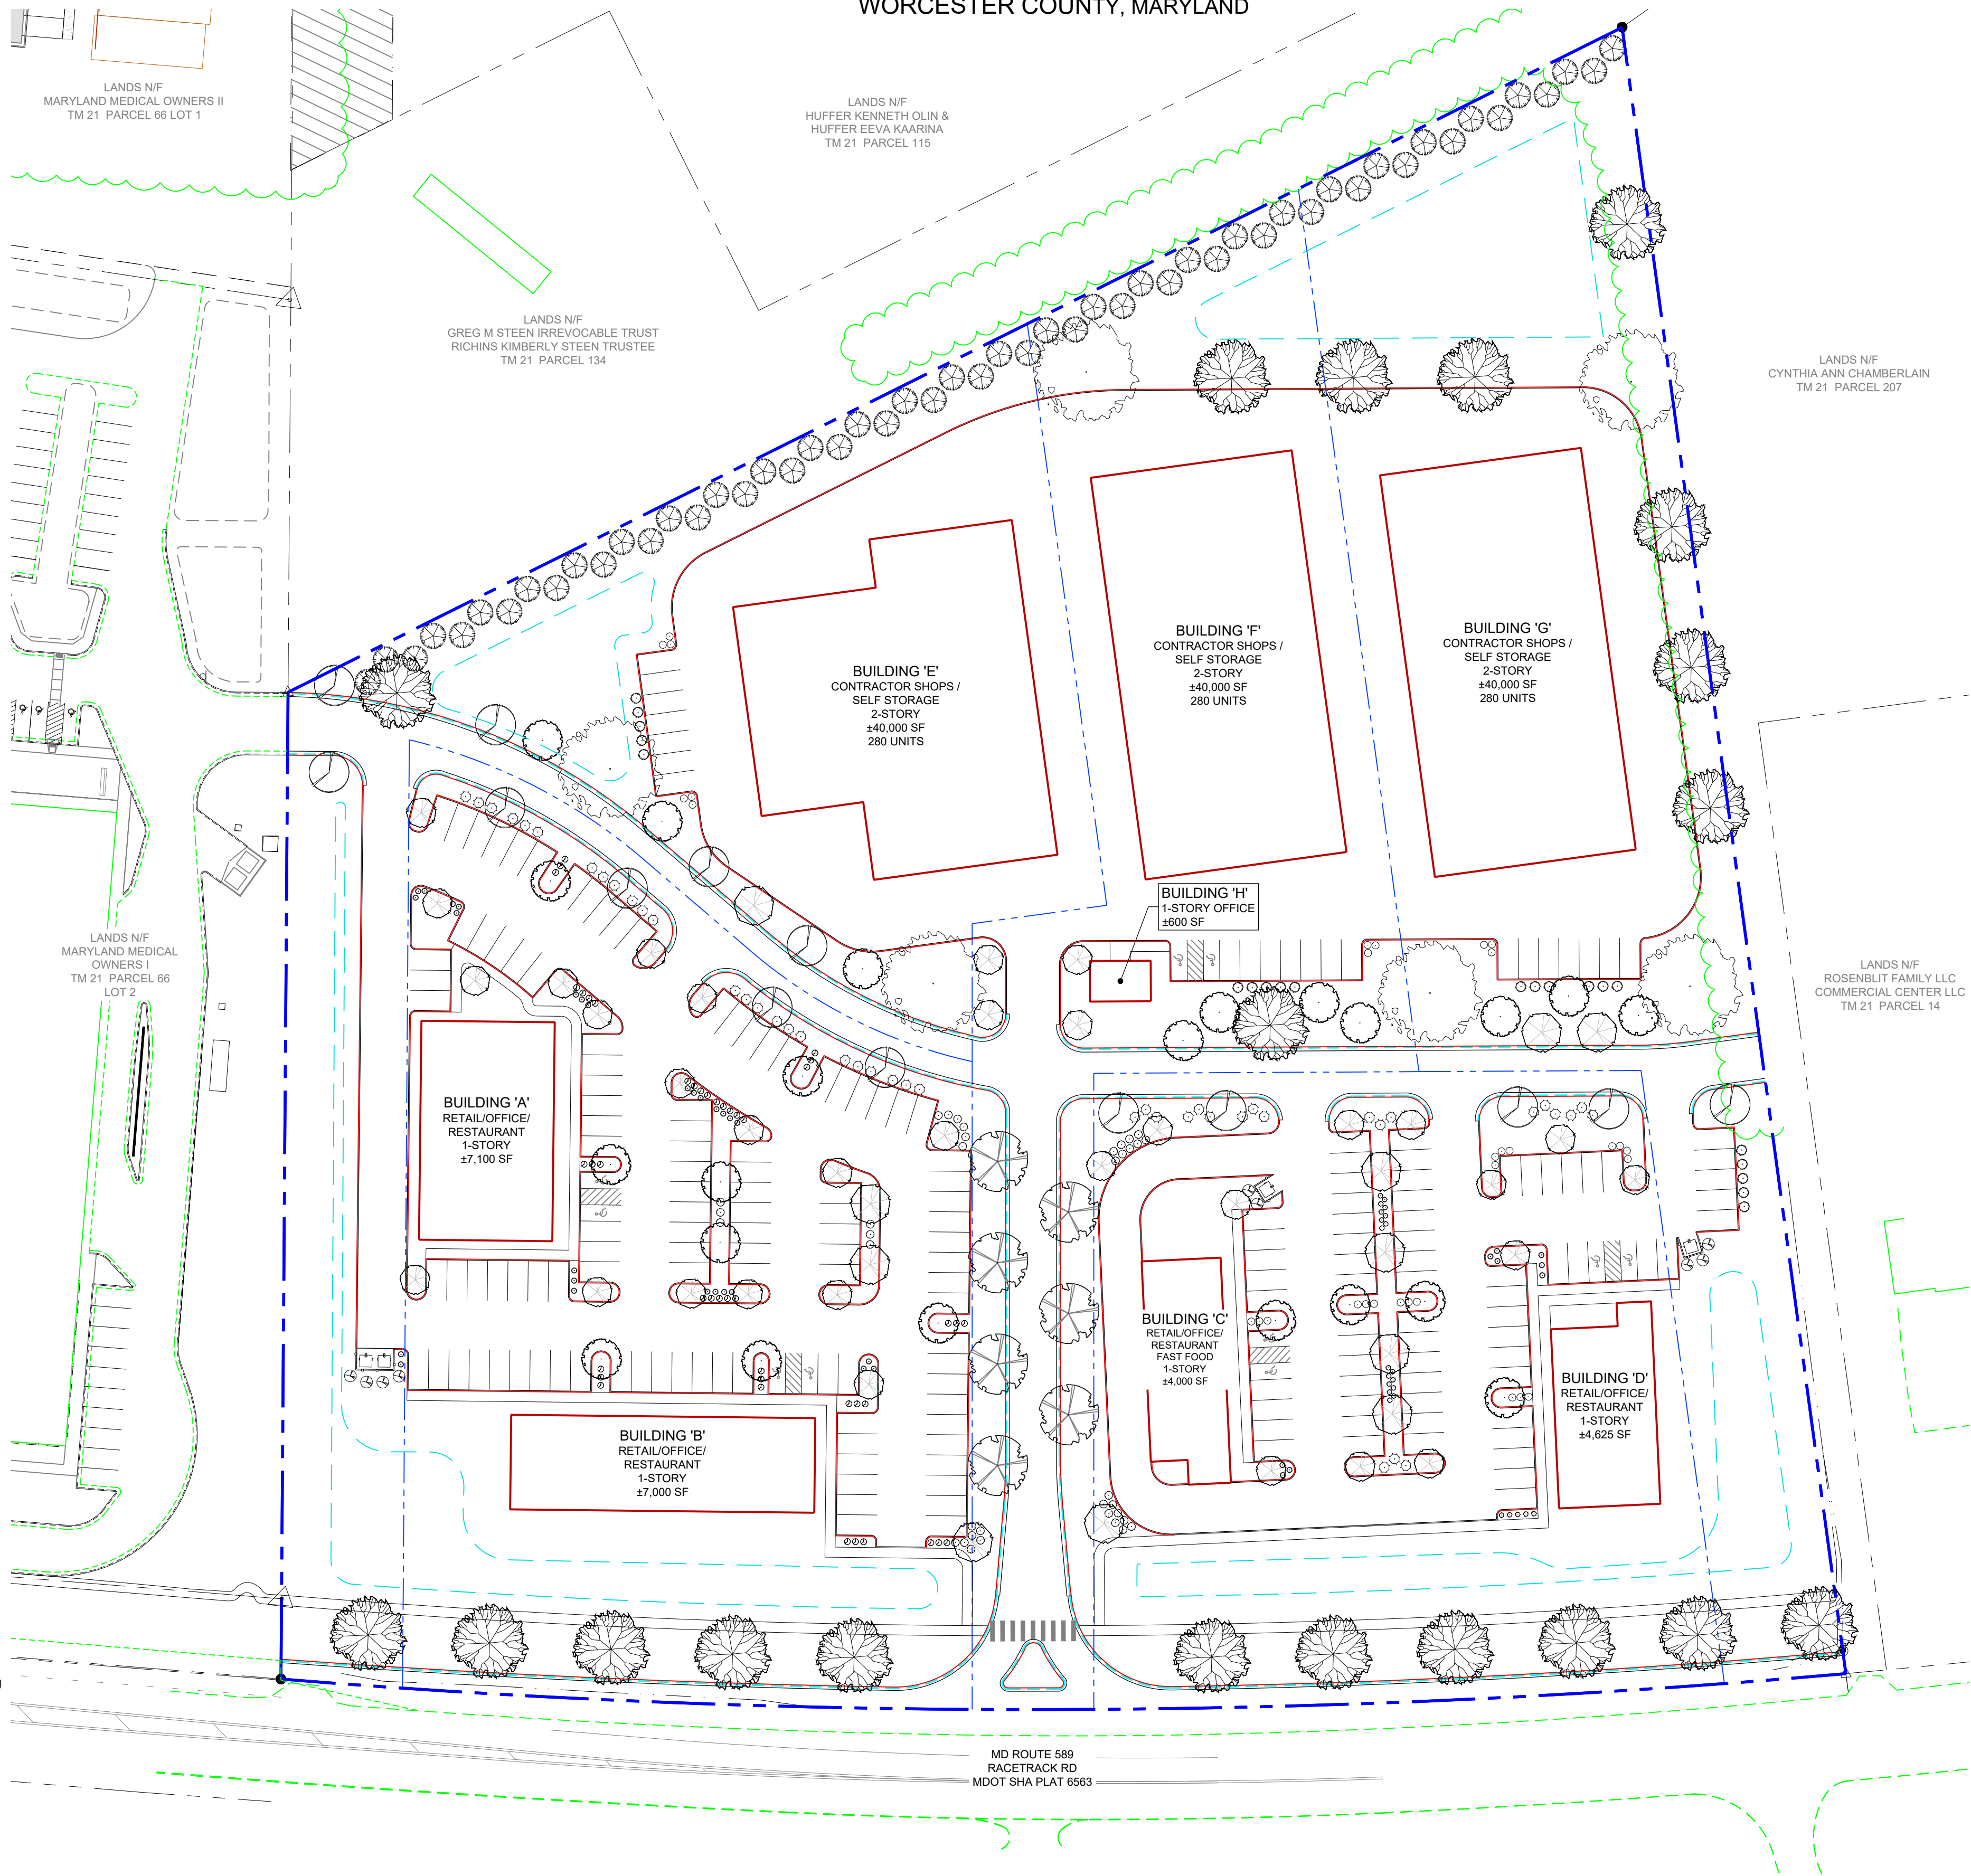 WORCESTER COUNTY, MARYLAND
LANDS N/F
MARYLAND MEDICAL OWNERS II
TM 21 PARCEL 66 LOT 1
LANDS N/F
HUFFER KENNETH OLIN &
HUFFER EEVA KAARINA
TM 21 PARCEL 115
LANDS N/F
GREG M STEEN IRREVOCABLE TRUST
RICHINS KIMBERLY STEEN TRUSTEE
TM 21 PARCEL 134
LANDS N/F
CYNTHIA ANN CHAMBERLAIN
TM 21 PARCEL 207
BUILDING 'E'
CONTRACTOR SHOPS /
SELF STORAGE
2-STORY
±40,000 SF
280 UNITS
BUILDING 'F'
CONTRACTOR SHOPS /
SELF STORAGE
2-STORY
±40,000 SF
280 UNITS
BUILDING 'G'
CONTRACTOR SHOPS /
SELF STORAGE
2-STORY
±40,000 SF
280 UNITS
BUILDING 'H'
1-STORY OFFICE
±600 SF
LANDS N/F
MARYLAND MEDICAL
OWNERS I
TM 21 PARCEL 66
LOT 2
LANDS N/F
ROSENBLIT FAMILY LLC
COMMERCIAL CENTER LLC
TM 21 PARCEL 14
BUILDING 'A'
RETAIL/OFFICE/
RESTAURANT
1-STORY
±7,100 SF
BUILDING 'B'
RETAIL/OFFICE/
RESTAURANT
1-STORY
±7,000 SF
BUILDING 'C'
RETAIL/OFFICE/
RESTAURANT
FAST FOOD
1-STORY
±4,000 SF
BUILDING 'D'
RETAIL/OFFICE/
RESTAURANT
1-STORY
±4,625 SF
MD ROUTE 589
RACETRACK RD
MDOT SHA PLAT 6563